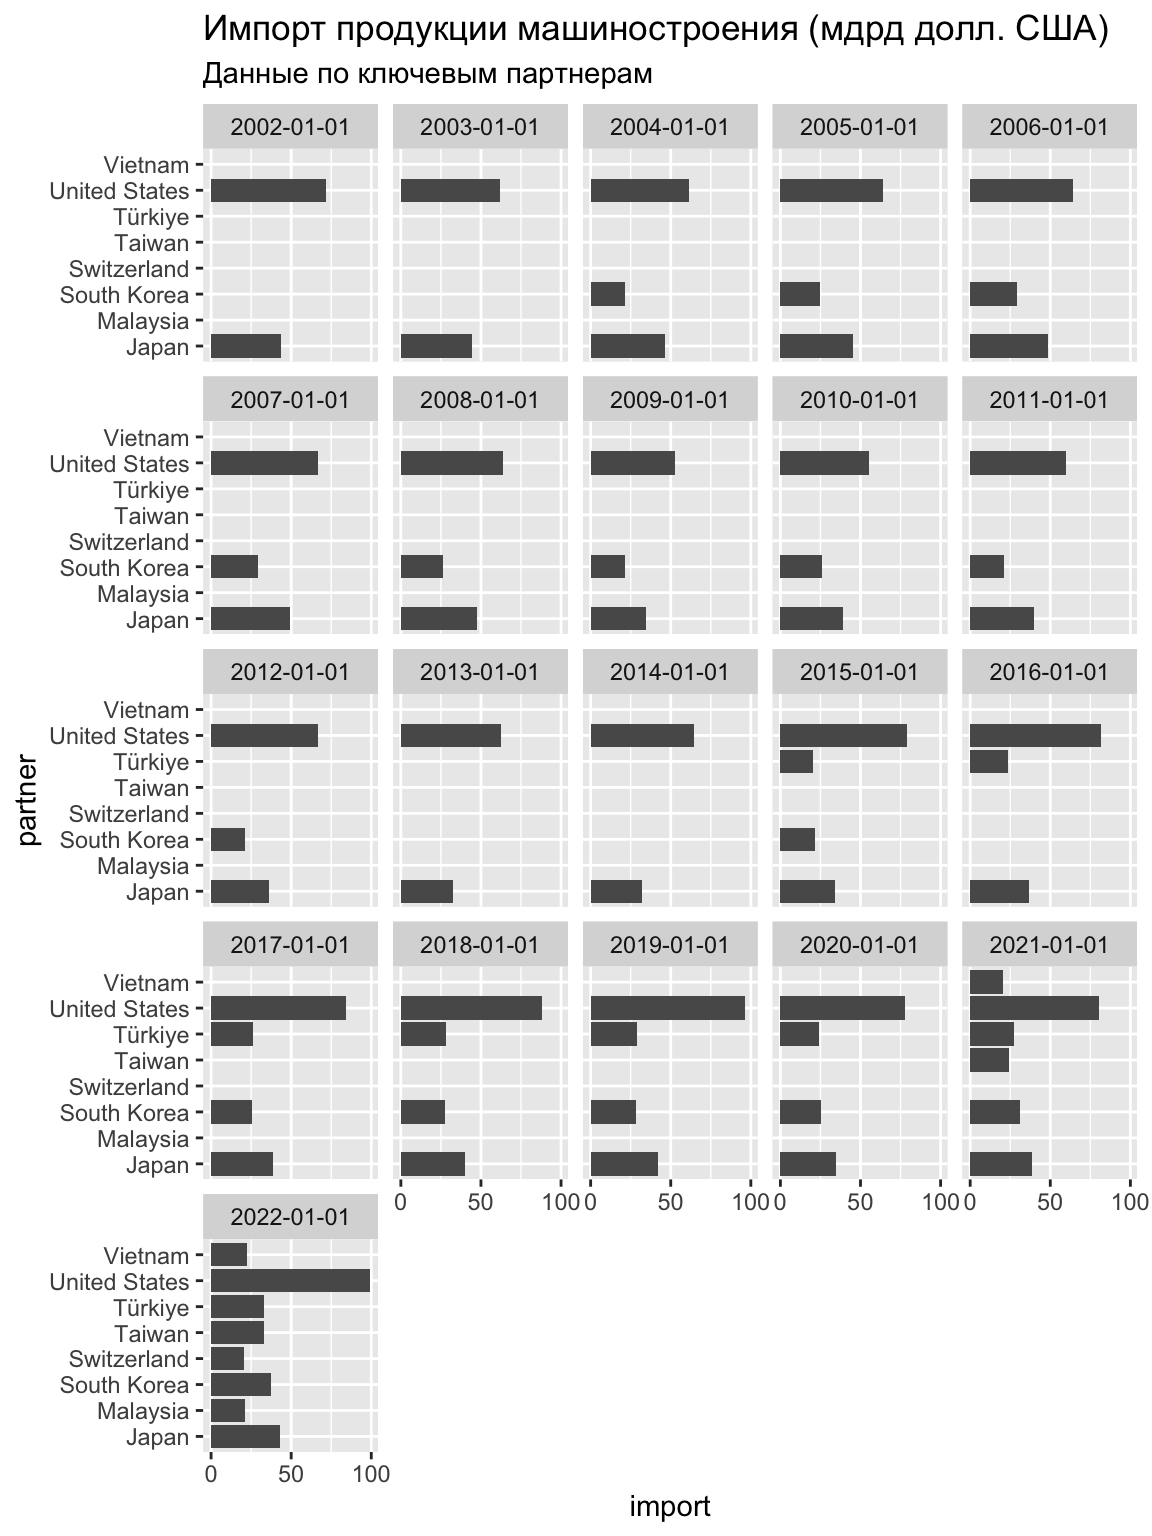 Импорт продукции машиностроения (мдрд долл. США)
Данные по ключевым партнерам
2002-01-01 2003-01-01 2004-01-01 2005-01-01 2006-01-01
Vietnam
United States
Türkiye
Taiwan
Switzerland
South Korea
Malaysia
Japan
2007-01-01 2008-01-01 2009-01-01 2010-01-01 2011-01-01
Vietnam
United States
Türkiye
Taiwan
Switzerland
South Korea
Malaysia
Japan
2012-01-01 2013-01-01 2014-01-01 2015-01-01 2016-01-01
Vietnam
United States
Türkiye
Taiwan
Switzerland
South Korea
Malaysia
Japan
partner
2017-01-01 2018-01-01 2019-01-01 2020-01-01 2021-01-01
Vietnam
United States
Türkiye
Taiwan
Switzerland
South Korea
Malaysia
Japan
0 50 100 0 50 100 0 50 100 0 50 100
2022-01-01
Vietnam
United States
Türkiye
Taiwan
Switzerland
South Korea
Malaysia
Japan
0 50 100
import